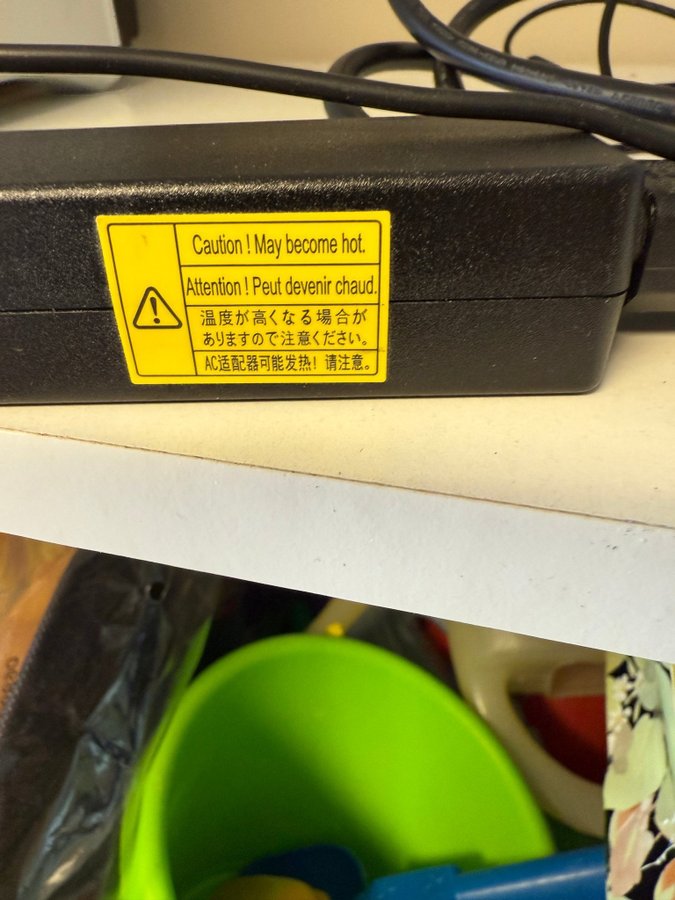 Caution ! May become hot.
Attention ! Peut devenir chaud.
温度が高くなる場合が
ありますので注意ください。
AC适配器可能发热！请注意。